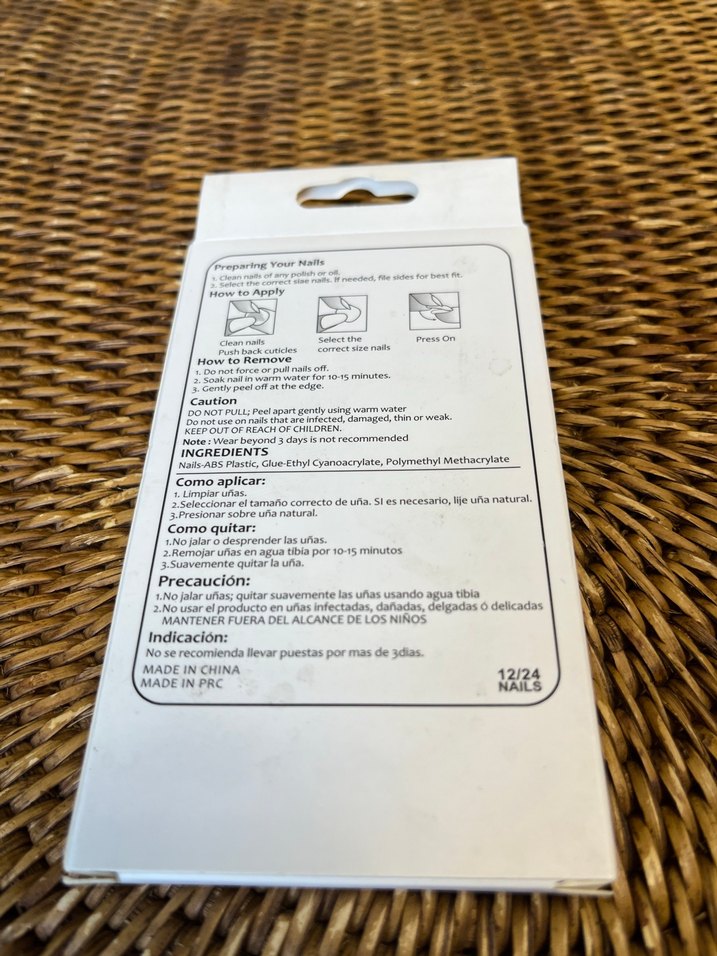 Preparing Your Nails
1. Clean nails of any polish or oil.
2. Select the correct siae nails. If needed, file sides for best fit.
How to Apply
Clean nails
Push back cuticles
Select the
correct size nails
Press On
How to Remove
1. Do not force or pull nails off.
2. Soak nail in warm water for 10-15 minutes.
3. Gently peel off at the edge.
Caution
DO NOT PULL; Peel apart gently using warm water
Do not use on nails that are infected, damaged, thin or weak.
KEEP OUT OF REACH OF CHILDREN.
Note : Wear beyond 3 days is not recommended
INGREDIENTS
Nails-ABS Plastic, Glue-Ethyl Cyanoacrylate, Polymethyl Methacrylate
Como aplicar:
1. Limpiar uñas.
2.Seleccionar el tamaño correcto de uña. SI es necesario, lije uña natural.
3.Presionar sobre uña natural.
Como quitar:
1.No jalar o desprender las uñas.
2.Remojar uñas en agua tibia por 10-15 minutos
3.Suavemente quitar la uña.
Precaución:
1.No jalar uñas; quitar suavemente las uñas usando agua tibia
2.No usar el producto en uñas infectadas, dañadas, delgadas ó delicadas
MANTENER FUERA DEL ALCANCE DE LOS NIÑOS
Indicación:
No se recomienda llevar puestas por mas de 3dias.
MADE IN CHINA
MADE IN PRC
12/24
NAILS